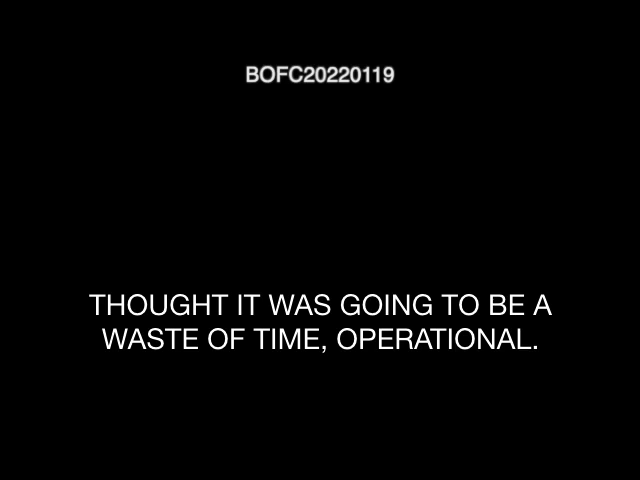 BOFC20220119
THOUGHT IT WAS GOING TO BE A
WASTE OF TIME, OPERATIONAL.